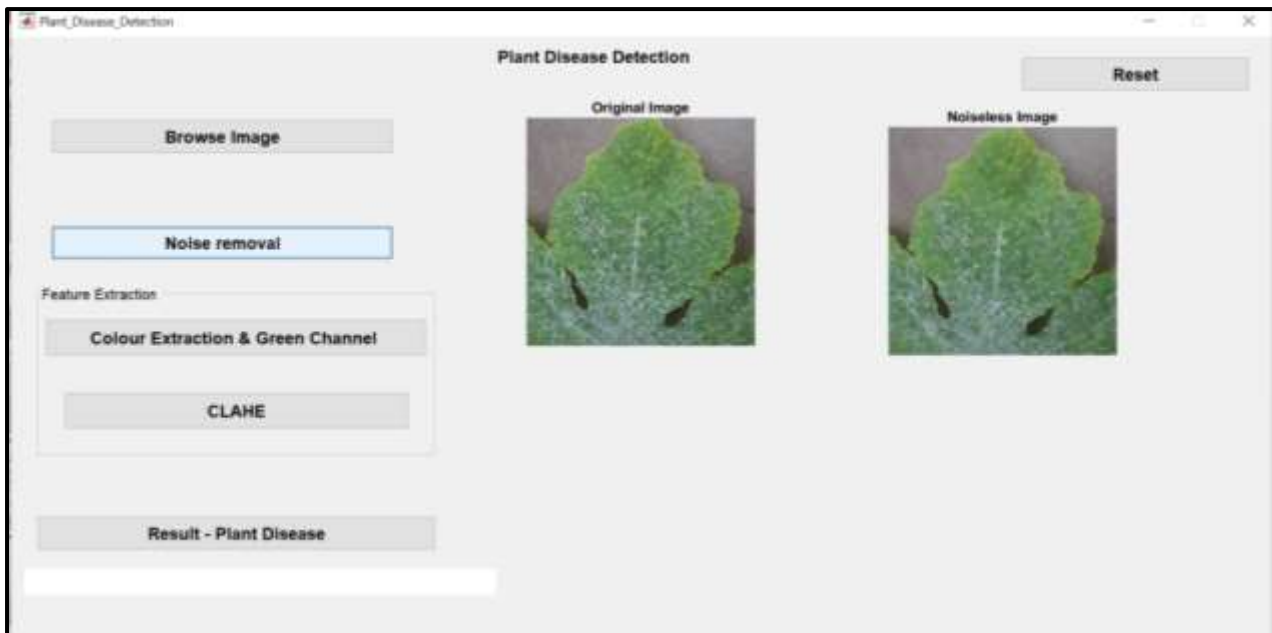 Plant_Disease_Detection
Plant Disease Detection
Reset
Original Image
Noiseless Image
Browse Image
Noise removal
Feature Extraction
Colour Extraction & Green Channel
CLAHE
Result - Plant Disease